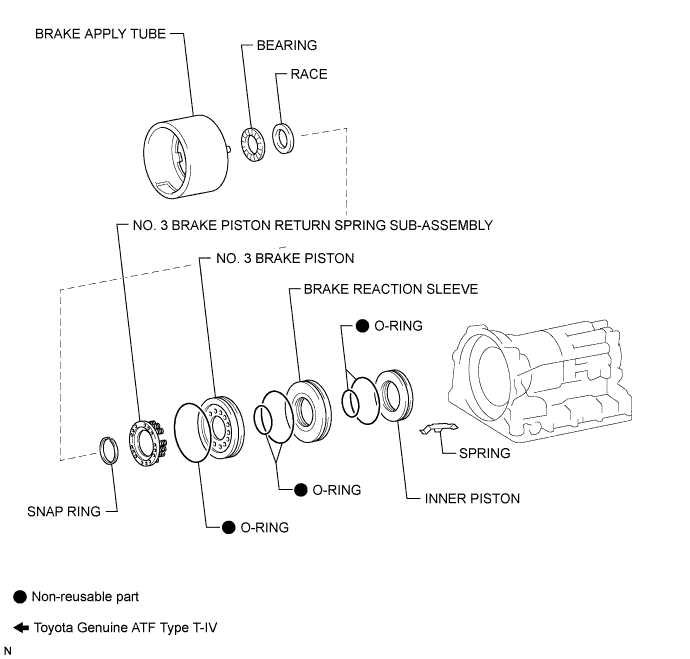 BRAKE APPLY TUBE
BEARING
RACE
NO. 3 BRAKE PISTON RETURN SPRING SUB-ASSEMBLY
NO. 3 BRAKE PISTON
BRAKE REACTION SLEEVE
O-RING
SPRING
O-RING
INNER PISTON
SNAP RING
O-RING
Non-reusable part
Toyota Genuine ATF Type T-IV
N